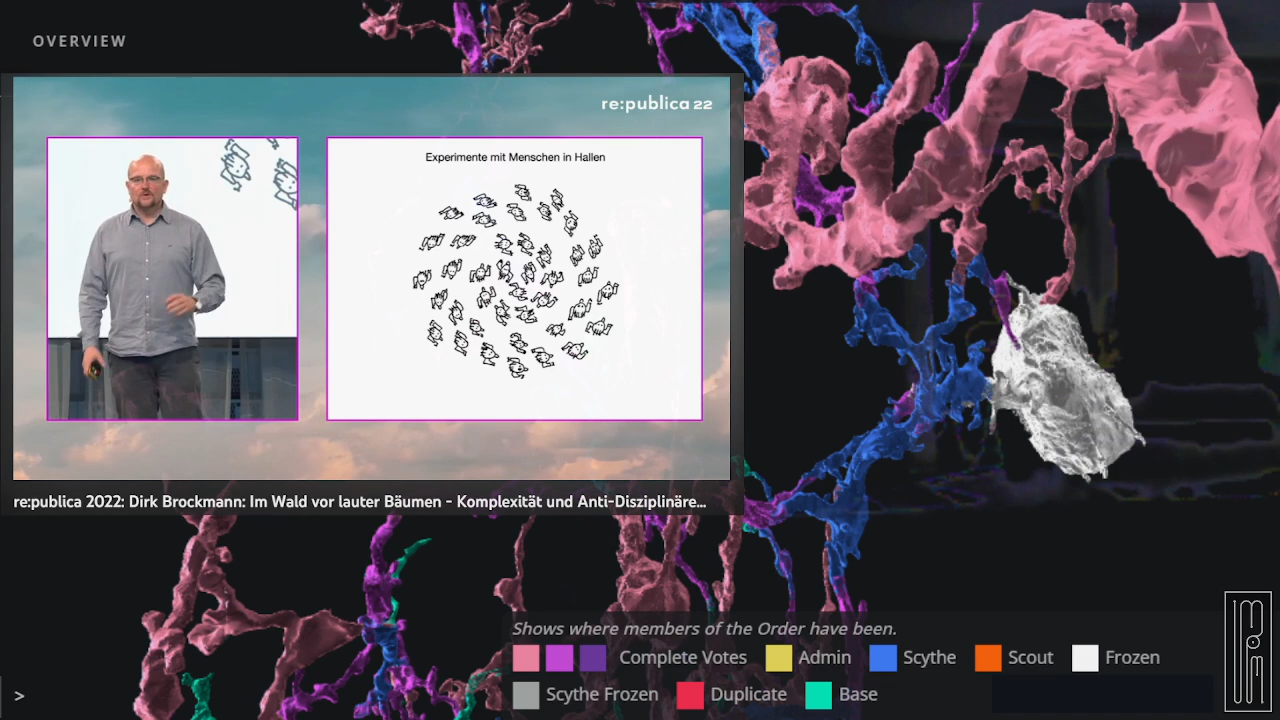 OVERVIEW
re:publica 22
Experimente mit Menschen in Hallen
re:publica 2022: Dirk Brockmann: Im Wald vor lauter Bäumen - Komplexität und Anti-Disziplinäre...
Shows where members of the Order have been.
Complete Votes Admin Scythe Scout Frozen
Scythe Frozen Duplicate Base
>